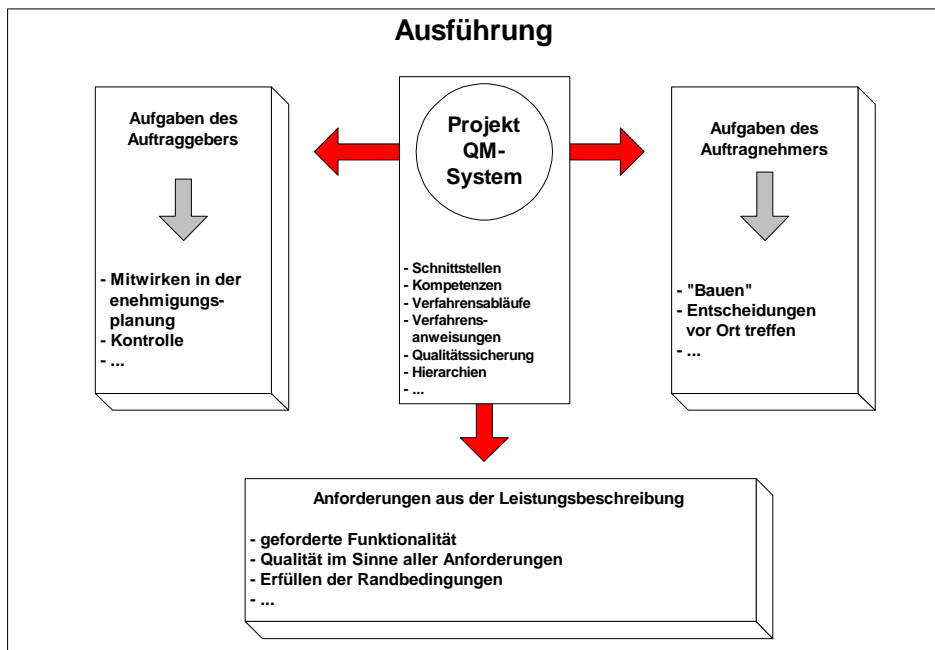 Ausführung
Aufgaben des
Auftraggebers
- Mitwirken in der
enehmigungs-
planung
- Kontrolle
- ...
Projekt
QM-
System
- Schnittstellen
- Kompetenzen
- Verfahrensabläufe
- Verfahrens-
anweisungen
- Qualitätssicherung
- Hierarchien
- ...
Aufgaben des
Auftragnehmers
- "Bauen"
- Entscheidungen
vor Ort treffen
- ...
Anforderungen aus der Leistungsbeschreibung
- geforderte Funktionalität
- Qualität im Sinne aller Anforderungen
- Erfüllen der Randbedingungen
- ...